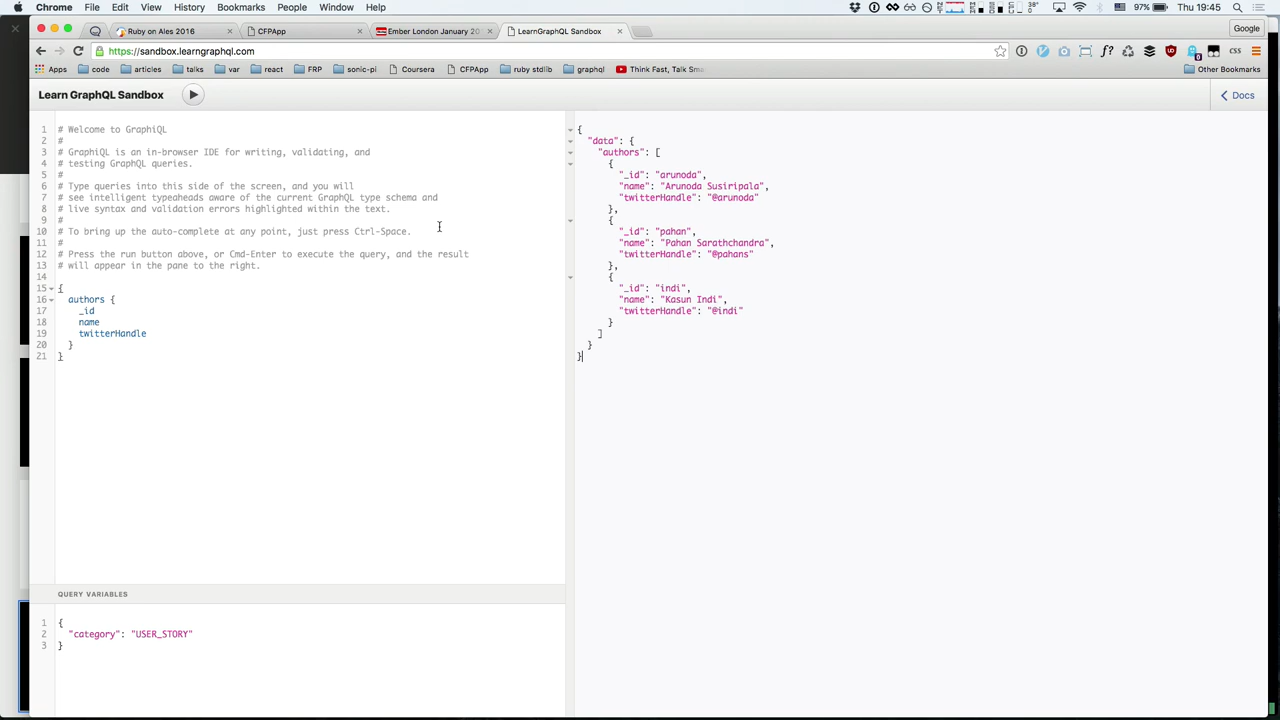 Chrome File Edit View History Bookmarks People Window Help
38° 97% Thu 19:45
Ruby on Ales 2016 CFPApp Ember London January 20 LearnGraphQL Sandbox Google
https://sandbox.learngraphql.com
Apps code articles talks var react FRP sonic-pi Coursera CFPApp ruby stdlib graphql Think Fast, Talk Sma Other Bookmarks
Learn GraphQL Sandbox
Docs
1 # Welcome to GraphiQL
2 #
3 # GraphiQL is an in-browser IDE for writing, validating, and
4 # testing GraphQL queries.
5 #
6 # Type queries into this side of the screen, and you will
7 # see intelligent typeaheads aware of the current GraphQL type schema and
8 # live syntax and validation errors highlighted within the text.
9 #
10 # To bring up the auto-complete at any point, just press Ctrl-Space.
11 #
12 # Press the run button above, or Cmd-Enter to execute the query, and the result
13 # will appear in the pane to the right.
14
15 {
16 authors {
17 _id
18 name
19 twitterHandle
20 }
21 }
QUERY VARIABLES
1 {
2 "category": "USER_STORY"
3 }
{
"data": {
"authors": [
{
"_id": "arunoda",
"name": "Arunoda Susiripala",
"twitterHandle": "@arunoda"
},
{
"_id": "pahan",
"name": "Pahan Sarathchandra",
"twitterHandle": "@pahans"
},
{
"_id": "indi",
"name": "Kasun Indi",
"twitterHandle": "@indi"
}
]
}
}